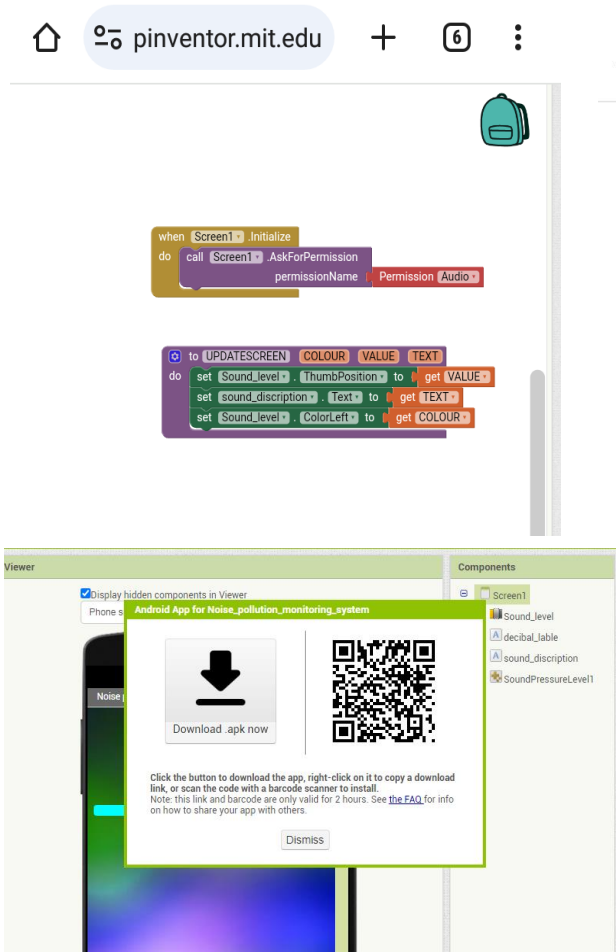 pinventor.mit.edu
6
when Screen1 .Initialize
do call Screen1 .AskForPermission
permissionName Permission Audio
to UPDATESCREEN COLOUR VALUE TEXT
do set Sound_level . ThumbPosition to get VALUE
set sound_discription . Text to get TEXT
set Sound_level . ColorLeft to get COLOUR
Viewer
Components
Display hidden components in Viewer
Phone s
Screen1
Sound_level
decibal_lable
sound_discription
SoundPressureLevel1
Noise
Android App for Noise_pollution_monitoring_system
Download .apk now
Click the button to download the app, right-click on it to copy a download
link, or scan the code with a barcode scanner to install.
Note: this link and barcode are only valid for 2 hours. See the FAQ for info
on how to share your app with others.
Dismiss